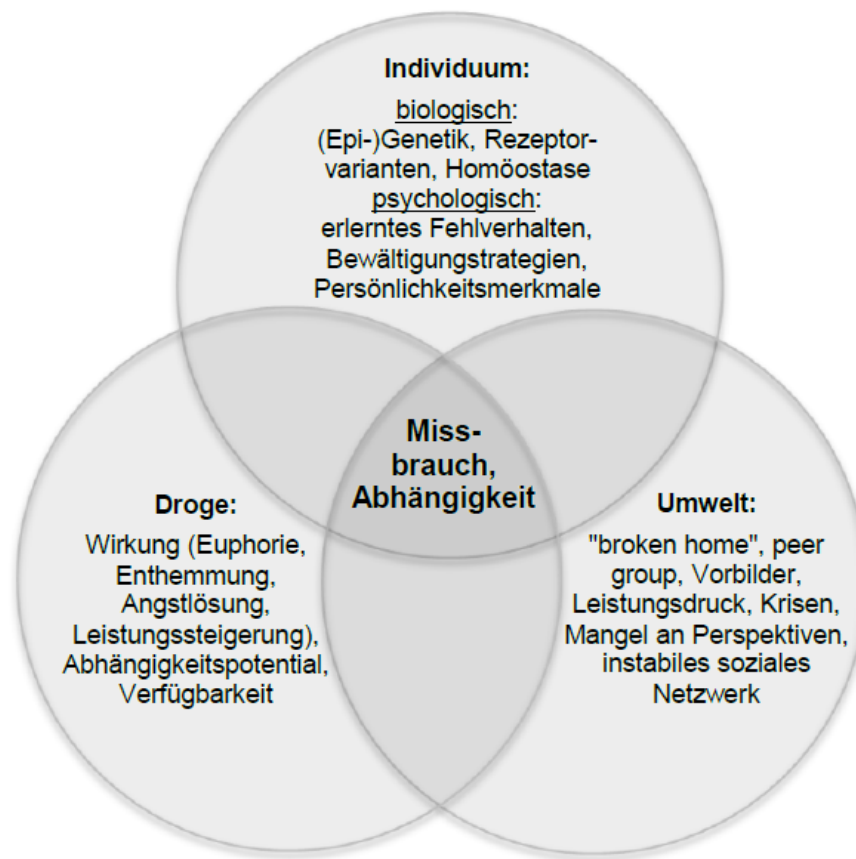 Individuum:
biologisch:
(Epi-)Genetik, Rezeptor-
varianten, Homöostase
psychologisch:
erlerntes Fehlverhalten,
Bewältigungstrategien,
Persönlichkeitsmerkmale
Miss-
brauch,
Abhängigkeit
Droge:
Wirkung (Euphorie,
Enthemmung,
Angstlösung,
Leistungssteigerung),
Abhängigkeitspotential,
Verfügbarkeit
Umwelt:
"broken home", peer
group, Vorbilder,
Leistungsdruck, Krisen,
Mangel an Perspektiven,
instabiles soziales
Netzwerk